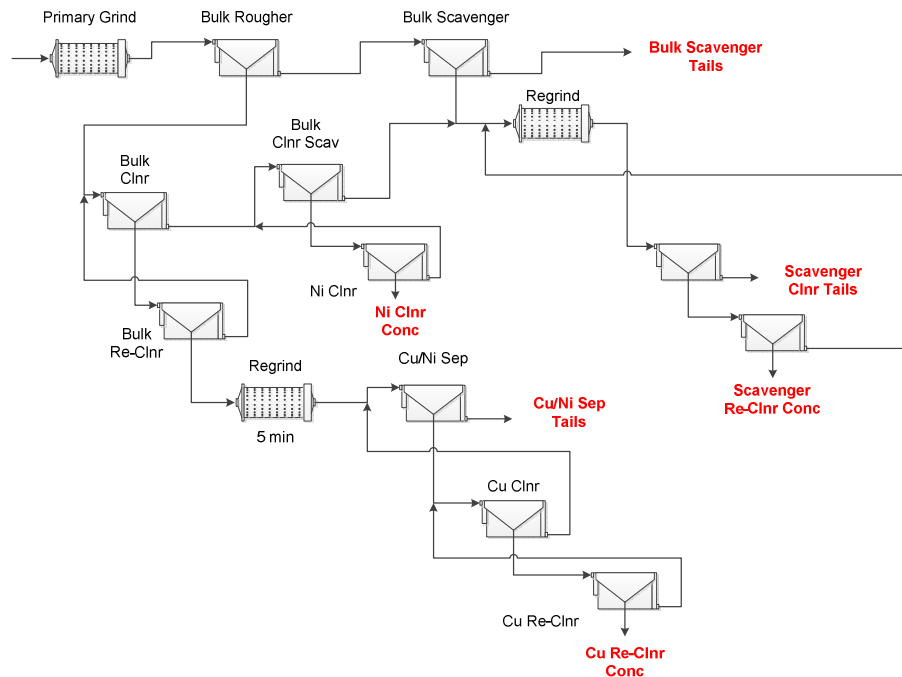 Primary Grind
Bulk Rougher
Bulk Scavenger
Bulk Scavenger
Tails
Regrind
Bulk
Clnr Scav
Bulk
Clnr
Ni Clnr
Ni Clnr
Conc
Scavenger
Clnr Tails
Bulk
Re-Clnr
Regrind
5 min
Cu/Ni Sep
Cu/Ni Sep
Tails
Scavenger
Re-Clnr Conc
Cu Clnr
Cu Re-Clnr
Cu Re-Clnr
Conc